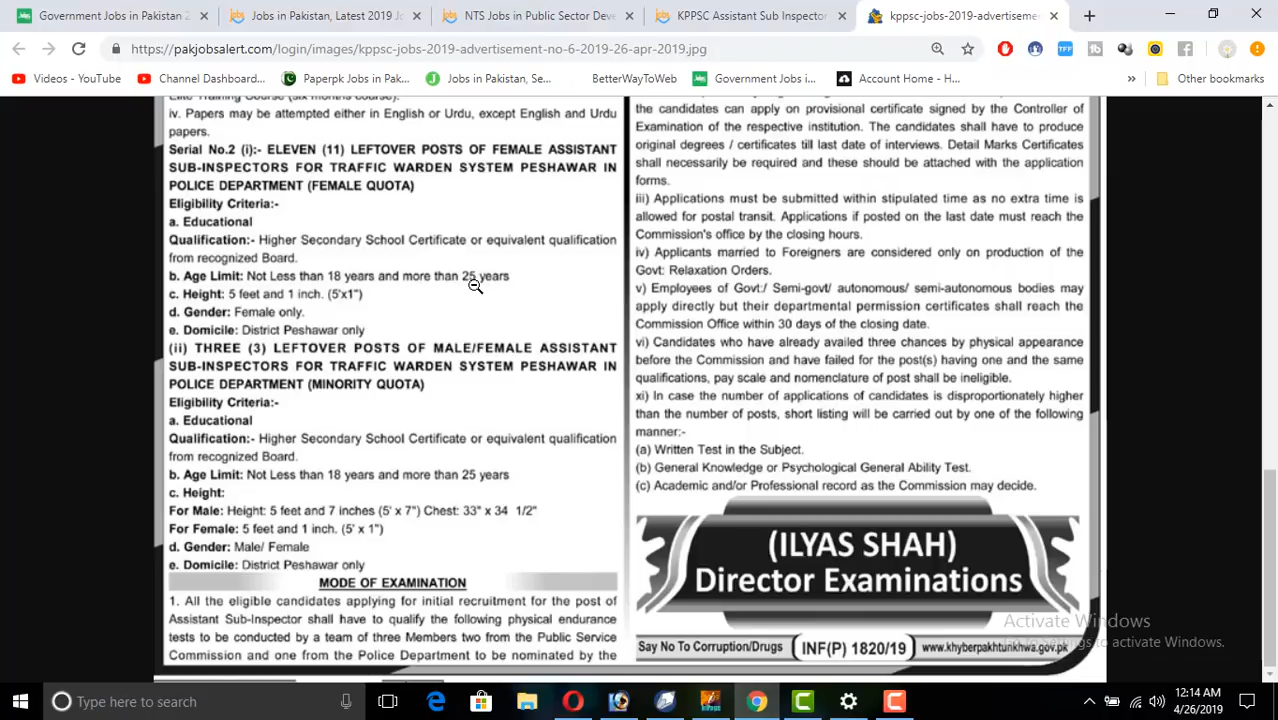 Government Jobs in Pakistan 2
Jobs in Pakistan, Latest 2019 Jo
NTS Jobs in Public Sector Deve
KPPSC Assistant Sub Inspector
kppsc-jobs-2019-advertiseme
https://pakjobsalert.com/login/images/kppsc-jobs-2019-advertisement-no-6-2019-26-apr-2019.jpg
Videos - YouTube
Channel Dashboard...
Paperpk Jobs in Pak...
Jobs in Pakistan, Se...
BetterWayToWeb
Government Jobs i...
Account Home - H...
»
Other bookmarks
Elite Training Course (six months course).
iv. Papers may be attempted either in English or Urdu, except English and Urdu
papers.
Serial No.2 (i):- ELEVEN (11) LEFTOVER POSTS OF FEMALE ASSISTANT
SUB-INSPECTORS FOR TRAFFIC WARDEN SYSTEM PESHAWAR IN
POLICE DEPARTMENT (FEMALE QUOTA)
Eligibility Criteria:-
a. Educational
Qualification:- Higher Secondary School Certificate or equivalent qualification
from recognized Board.
b. Age Limit: Not Less than 18 years and more than 25 years
c. Height: 5 feet and 1 inch. (5'x1")
d. Gender: Female only.
e. Domicile: District Peshawar only
(ii) THREE (3) LEFTOVER POSTS OF MALE/FEMALE ASSISTANT
SUB-INSPECTORS FOR TRAFFIC WARDEN SYSTEM PESHAWAR IN
POLICE DEPARTMENT (MINORITY QUOTA)
Eligibility Criteria:-
a. Educational
Qualification:- Higher Secondary School Certificate or equivalent qualification
from recognized Board.
b. Age Limit: Not Less than 18 years and more than 25 years
c. Height:
For Male: Height: 5 feet and 7 inches (5' x 7") Chest: 33" x 34 1/2"
For Female: 5 feet and 1 inch. (5' x 1")
d. Gender: Male/ Female
e. Domicile: District Peshawar only
MODE OF EXAMINATION
1. All the eligible candidates applying for initial recruitment for the post of
Assistant Sub-Inspector shall have to qualify the following physical endurance
tests to be conducted by a team of three Members two from the Public Service
Commission and one from the Police Department to be nominated by the
the candidates can apply on provisional certificate signed by the Controller of
Examination of the respective institution. The candidates shall have to produce
original degrees / certificates till last date of interviews. Detail Marks Certificates
shall necessarily be required and these should be attached with the application
forms.
iii) Applications must be submitted within stipulated time as no extra time is
allowed for postal transit. Applications if posted on the last date must reach the
Commission's office by the closing hours.
iv) Applicants married to Foreigners are considered only on production of the
Govt: Relaxation Orders.
v) Employees of Govt:/ Semi-govt/ autonomous/ semi-autonomous bodies may
apply directly but their departmental permission certificates shall reach the
Commission Office within 30 days of the closing date.
vi) Candidates who have already availed three chances by physical appearance
before the Commission and have failed for the post(s) having one and the same
qualifications, pay scale and nomenclature of post shall be ineligible.
xi) In case the number of applications of candidates is disproportionately higher
than the number of posts, short listing will be carried out by one of the following
manner:-
(a) Written Test in the Subject.
(b) General Knowledge or Psychological General Ability Test.
(c) Academic and/or Professional record as the Commission may decide.
(ILYAS SHAH)
Director Examinations
Say No To Corruption/Drugs
INF(P) 1820/19
www.khyberpakhtunkhwa.gov.pk
Activate Windows
Go to Settings to activate Windows.
Type here to search
12:14 AM
4/26/2019